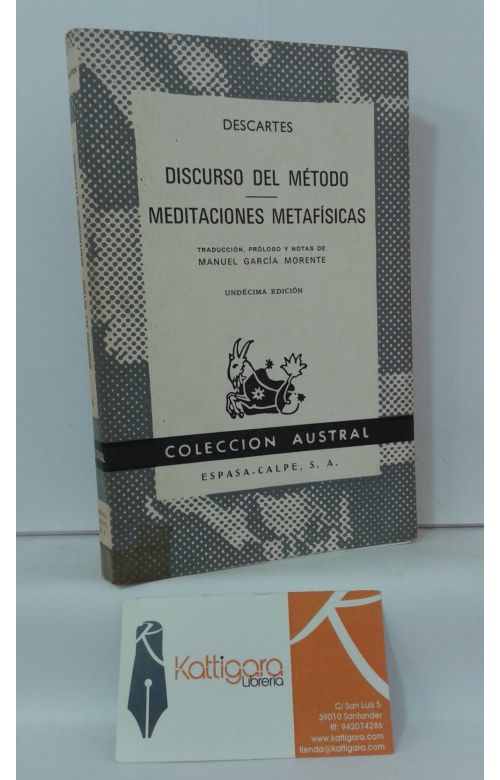 DESCARTES
DISCURSO DEL MÉTODO
MEDITACIONES METAFÍSICAS
TRADUCCIÓN, PRÓLOGO Y NOTAS DE
MANUEL GARCÍA MORENTE
UNDÉCIMA EDICIÓN
COLECCION AUSTRAL
ESPASA-CALPE, S. A.
Kattigara
Librería
C/ San Luis 5
39010 Santander
tlf: 942074286
www.kattigara.com
tienda@kattigara.com